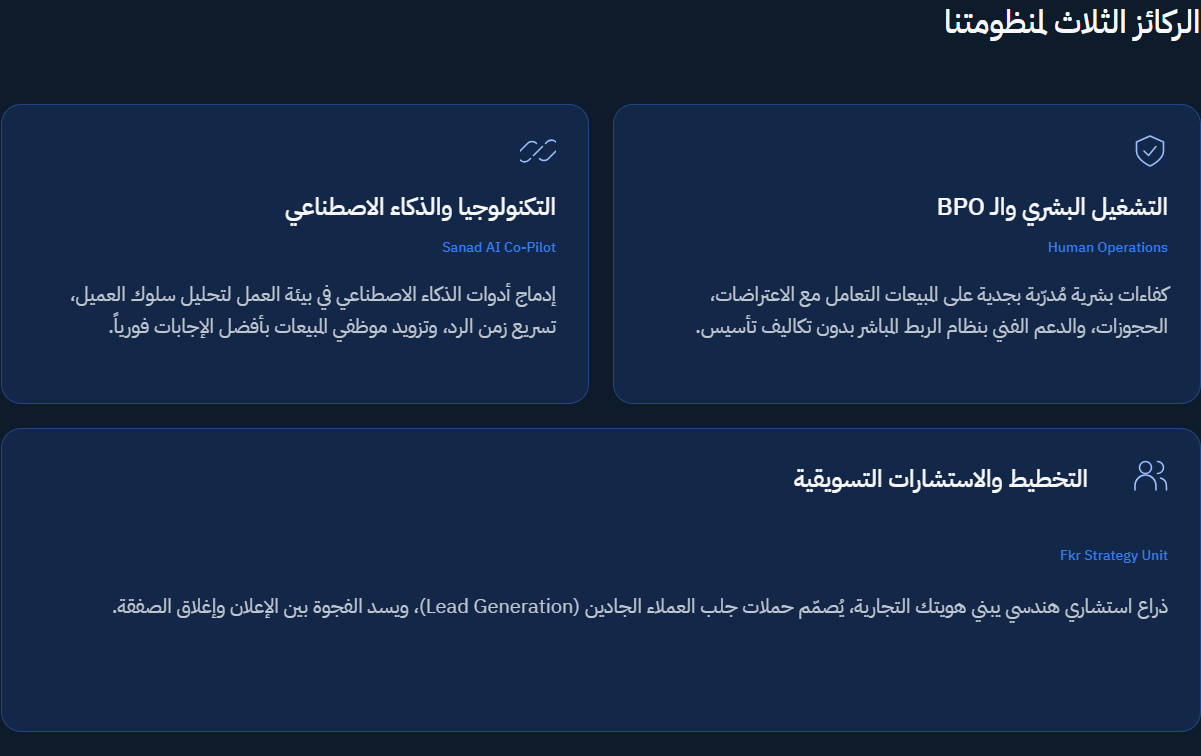 الركائز الثلاث لمنظومتنا
التشغيل البشري والـ BPO
Human Operations
كفاءات بشرية مُدرّبة بجدية على المبيعات التعامل مع الاعتراضات،
الحجوزات، والدعم الفني بنظام الربط المباشر بدون تكاليف تأسيس.
التكنولوجيا والذكاء الاصطناعي
Sanad AI Co-Pilot
إدماج أدوات الذكاء الاصطناعي في بيئة العمل لتحليل سلوك العميل،
تسريع زمن الرد، وتزويد موظفي المبيعات بأفضل الإجابات فورياً.
التخطيط والاستشارات التسويقية
Fkr Strategy Unit
ذراع استشاري هندسي يبني هويتك التجارية، يُصمّم حملات جلب العملاء الجادين (Lead Generation)، ويسد الفجوة بين الإعلان وإغلاق الصفقة.